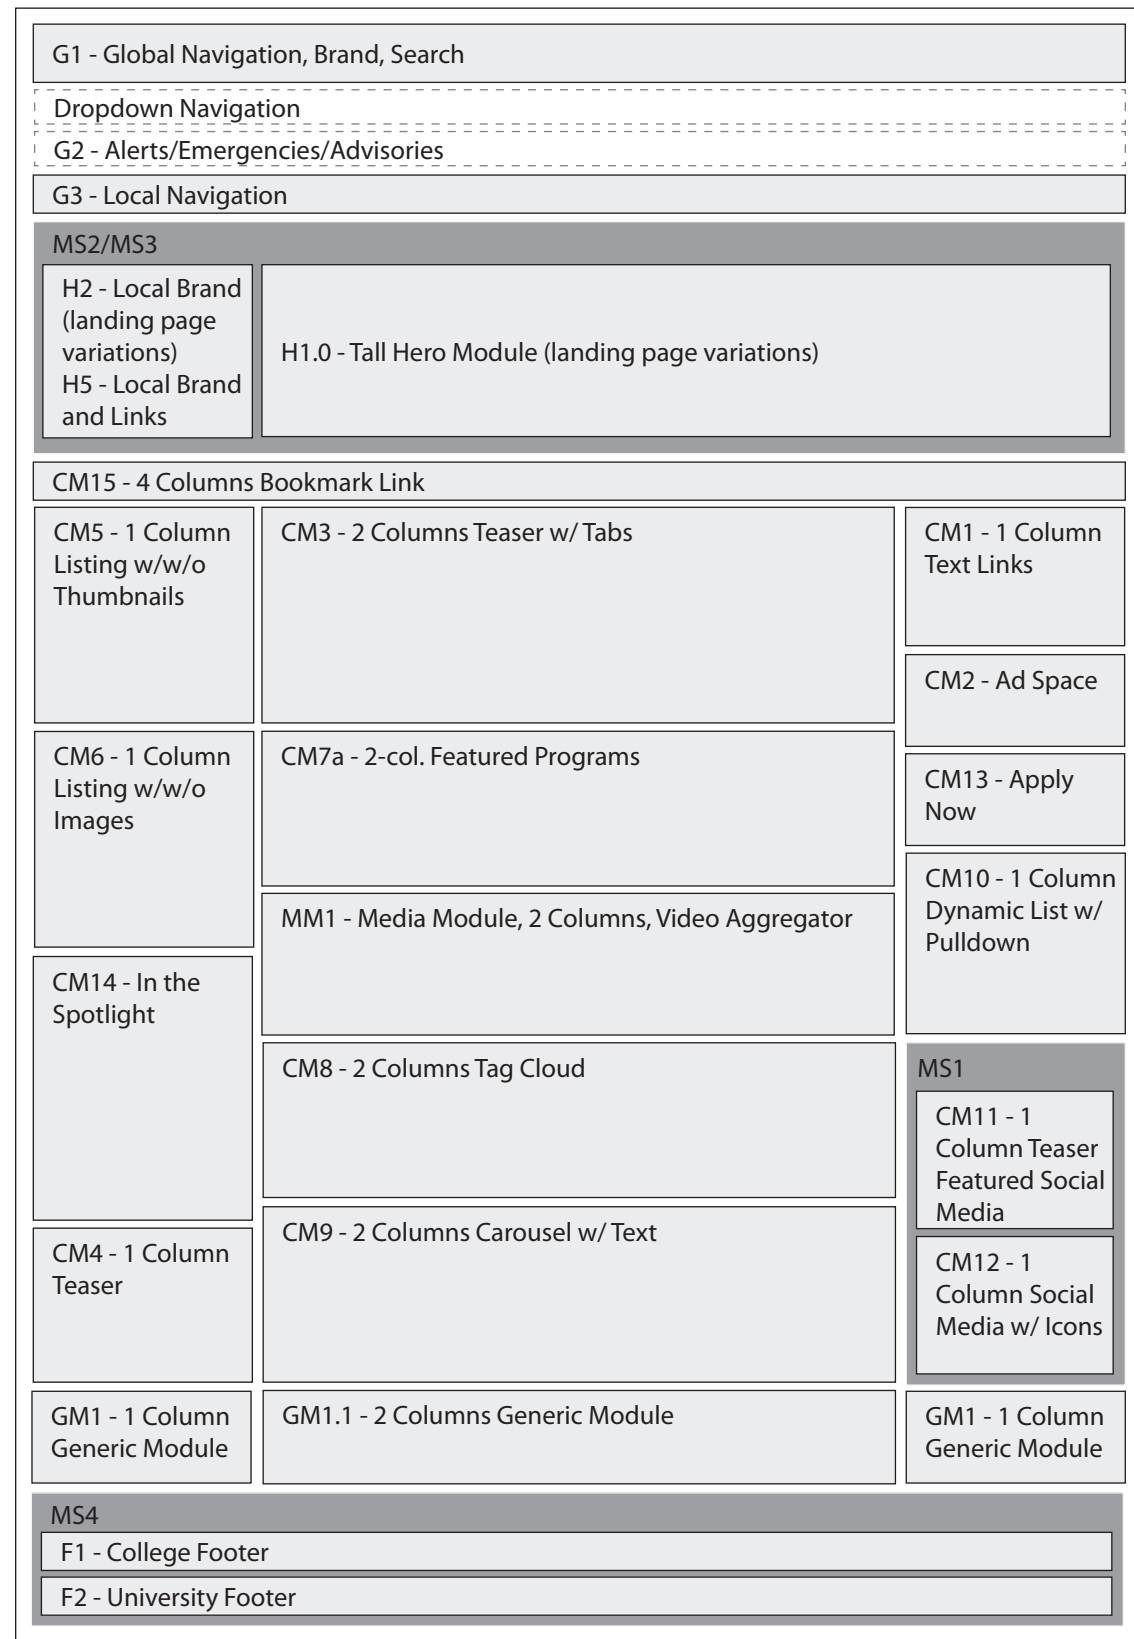 G1 - Global Navigation, Brand, Search
Dropdown Navigation
G2 - Alerts/Emergencies/Advisories
G3 - Local Navigation
MS2/MS3
H2 - Local Brand
(landing page
variations)
H5 - Local Brand
and Links
H1.0 - Tall Hero Module (landing page variations)
CM15 - 4 Columns Bookmark Link
CM5 - 1 Column
Listing w/w/o
Thumbnails
CM6 - 1 Column
Listing w/w/o
Images
CM14 - In the
Spotlight
CM4 - 1 Column
Teaser
GM1 - 1 Column
Generic Module
CM3 - 2 Columns Teaser w/ Tabs
CM7a - 2-col. Featured Programs
MM1 - Media Module, 2 Columns, Video Aggregator
CM8 - 2 Columns Tag Cloud
CM9 - 2 Columns Carousel w/ Text
GM1.1 - 2 Columns Generic Module
CM1 - 1 Column
Text Links
CM2 - Ad Space
CM13 - Apply
Now
CM10 - 1 Column
Dynamic List w/
Pulldown
MS1
CM11 - 1
Column Teaser
Featured Social
Media
CM12 - 1
Column Social
Media w/ Icons
GM1 - 1 Column
Generic Module
MS4
F1 - College Footer
F2 - University Footer